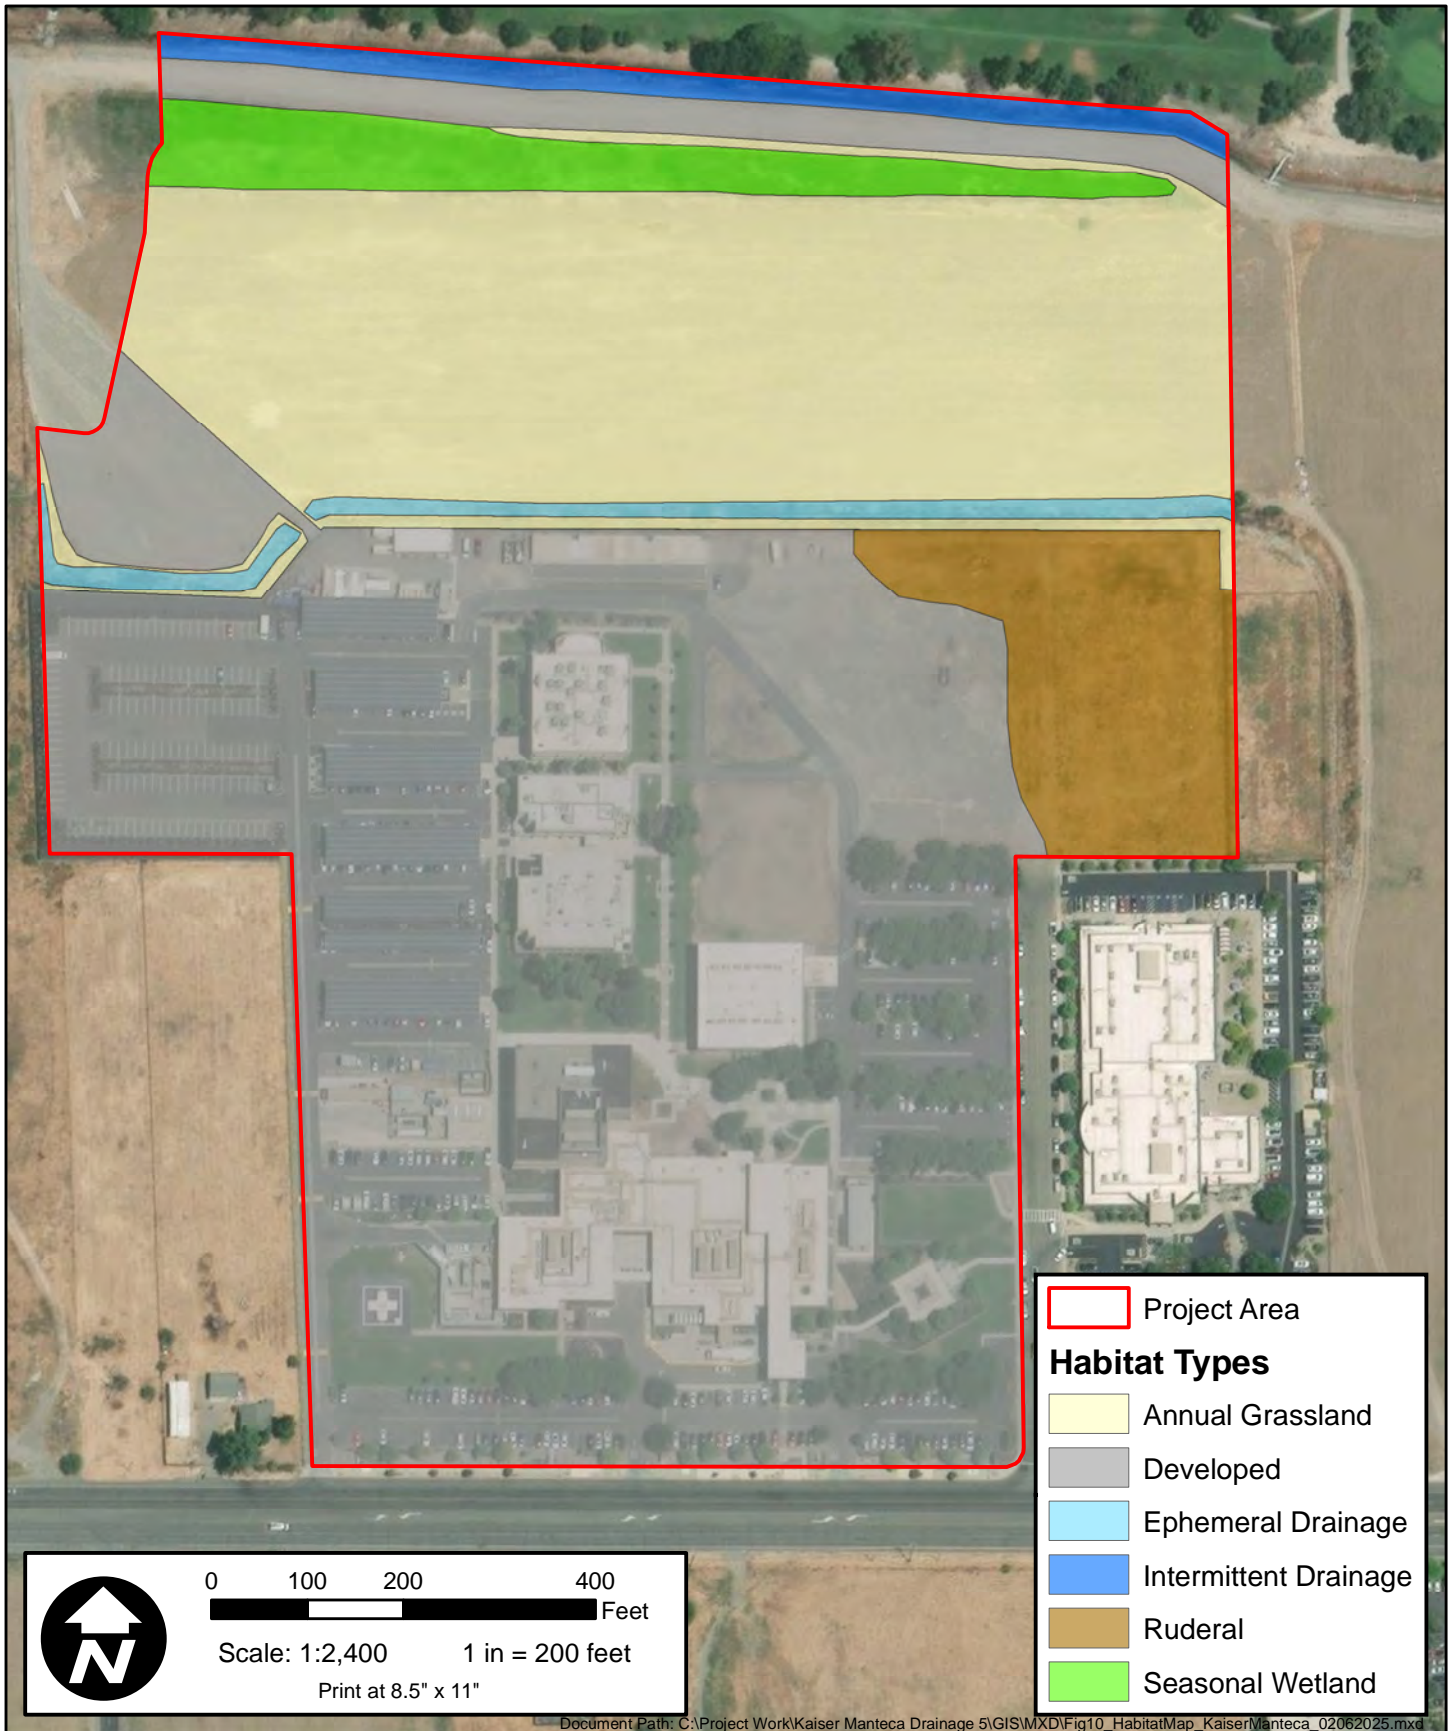 Project Area
Habitat Types
Annual Grassland
Developed
Ephemeral Drainage
Intermittent Drainage
Ruderal
Seasonal Wetland
0 100 200 400
Feet
N
Scale: 1:2,400 1 in = 200 feet
Print at 8.5" x 11"
Document Path: C:\Project Work\Kaiser Manteca Drainage 5\GIS\MXD\Fig10_HabitatMap_KaiserManteca_02062025.mxd